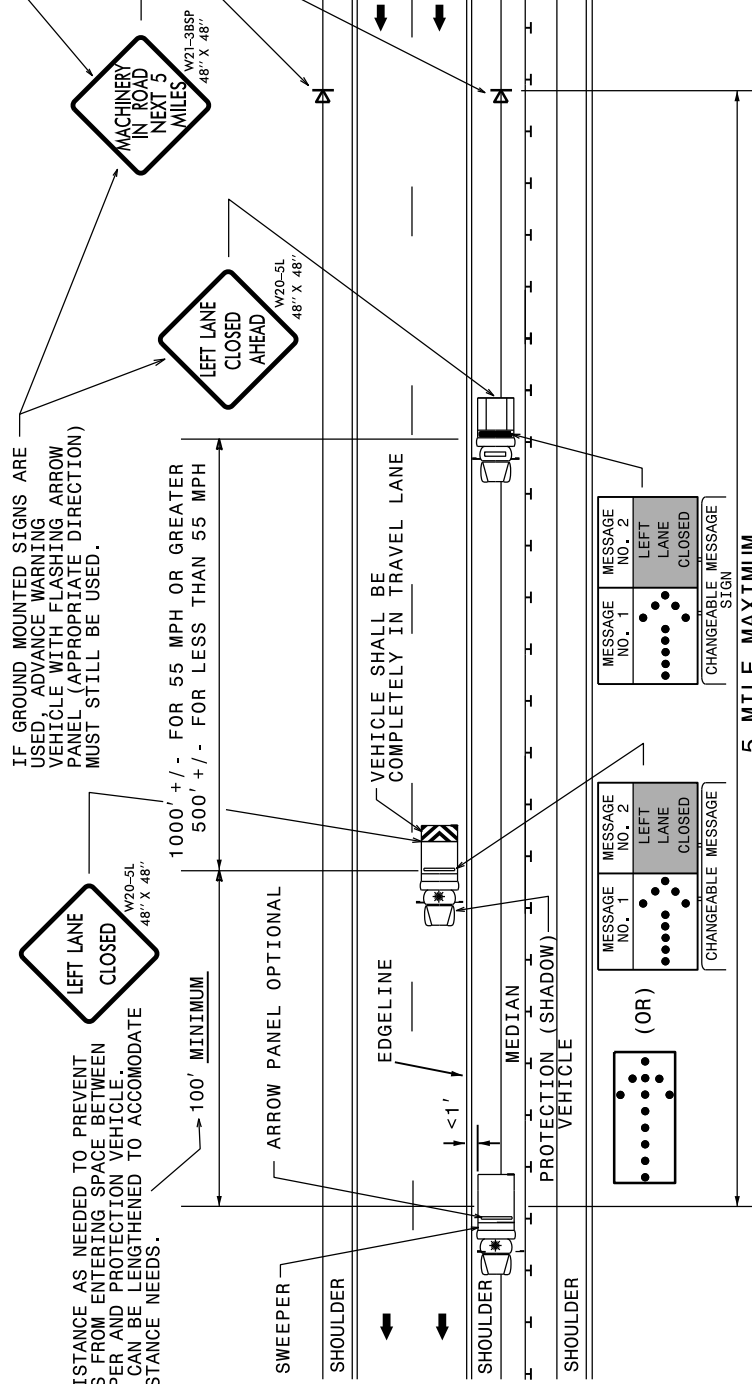 IF GROUND MOUNTED SIGNS ARE
USED, ADVANCE WARNING
VEHICLE WITH FLASHING ARROW
PANEL (APPROPRIATE DIRECTION)
MUST STILL BE USED.
MACHINERY
IN ROAD
NEXT 5
MILES
W21-3BSP
48'' X 48''
LEFT LANE
CLOSED
AHEAD
W20-5L
48'' X 48''
LEFT LANE
CLOSED
W20-5L
48'' X 48''
AS NEEDED TO PREVENT
FROM ENTERING SPACE BETWEEN
AND PROTECTION VEHICLE.
CAN BE LENGTHENED TO ACCOMODATE
NEEDS.
100' MINIMUM
1000' +/- FOR 55 MPH OR GREATER
500' +/- FOR LESS THAN 55 MPH
ARROW PANEL OPTIONAL
VEHICLE SHALL BE
COMPLETELY IN TRAVEL LANE
SWEEPER
EDGELINE
<1'
SHOULDER
SHOULDER
MEDIAN
SHOULDER
PROTECTION (SHADOW)
VEHICLE
(OR)
MESSAGE
NO. 1
MESSAGE
NO. 2
LEFT
LANE
CLOSED
CHANGEABLE MESSAGE
MESSAGE
NO. 1
MESSAGE
NO. 2
LEFT
LANE
CLOSED
CHANGEABLE MESSAGE
SIGN
5 MILE MAXIMUM